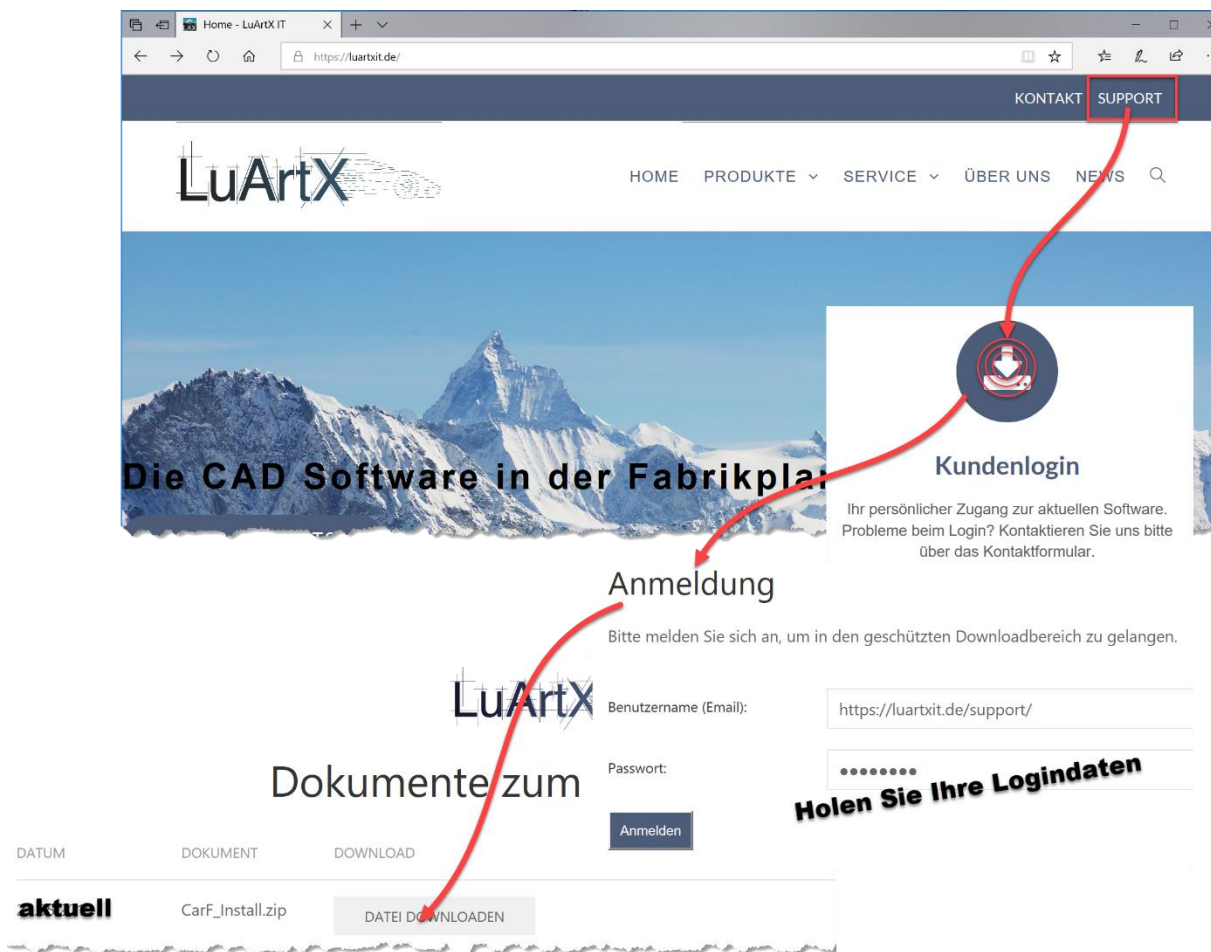 Home - LuArtX IT
https://luartxit.de/
KONTAKT SUPPORT
LuArtX
HOME PRODUKTE SERVICE ÜBER UNS NEWS
Die CAD Software in der Fabrikplan
Kundenlogin
Ihr persönlicher Zugang zur aktuellen Software.
Probleme beim Login? Kontaktieren Sie uns bitte
über das Kontaktformular.
Anmeldung
Bitte melden Sie sich an, um in den geschützten Downloadbereich zu gelangen.
Benutzername (Email): https://luartxit.de/support/
Passwort: ●●●●●●●●
Holen Sie Ihre Logindaten
Anmelden
LuArtX
Dokumente zum
DATUM DOKUMENT DOWNLOAD
aktuell CarF_Install.zip DATEI DOWNLOADEN